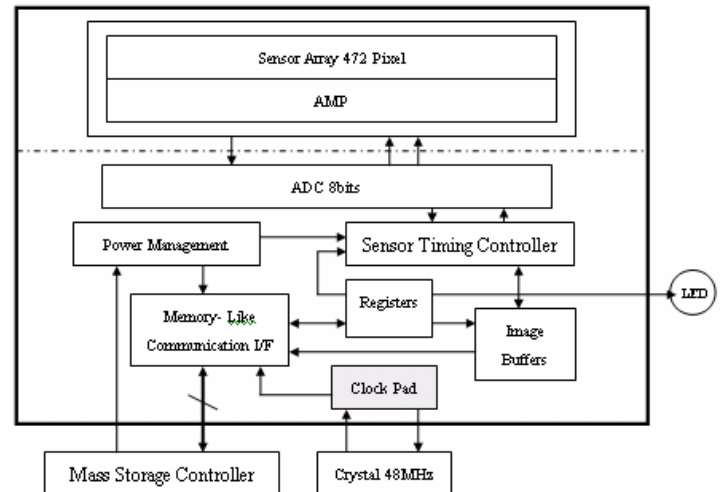 Sensor Array 472 Pixel
AMP
ADC 8bits
Power Management
Sensor Timing Controller
Registers
LED
Memory- Like
Communication I/F
Image
Buffers
Clock Pad
Mass Storage Controller
Crystal 48MHz